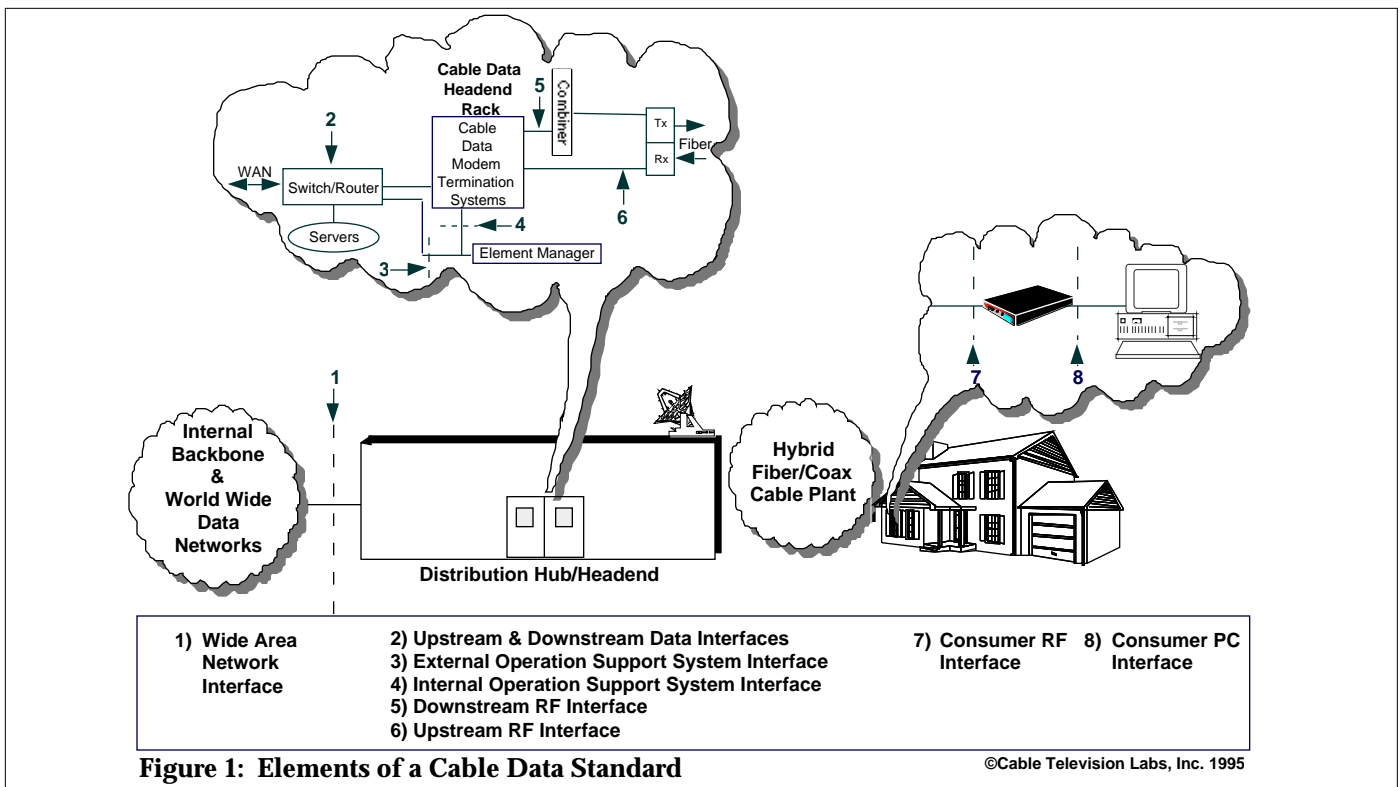 Cable Data
Headend
Rack
5
Combiner
2
Cable
Data
Modem
Termination
Systems
Tx
Fiber
Rx
WAN
Switch/Router
6
Servers
4
Element Manager
3
7
8
1
Internal
Backbone
&
World Wide
Data
Networks
Hybrid
Fiber/Coax
Cable Plant
Distribution Hub/Headend
1) Wide Area
Network
Interface
2) Upstream & Downstream Data Interfaces
3) External Operation Support System Interface
4) Internal Operation Support System Interface
5) Downstream RF Interface
6) Upstream RF Interface
7) Consumer RF
Interface
8) Consumer PC
Interface
Figure 1: Elements of a Cable Data Standard
©Cable Television Labs, Inc. 1995